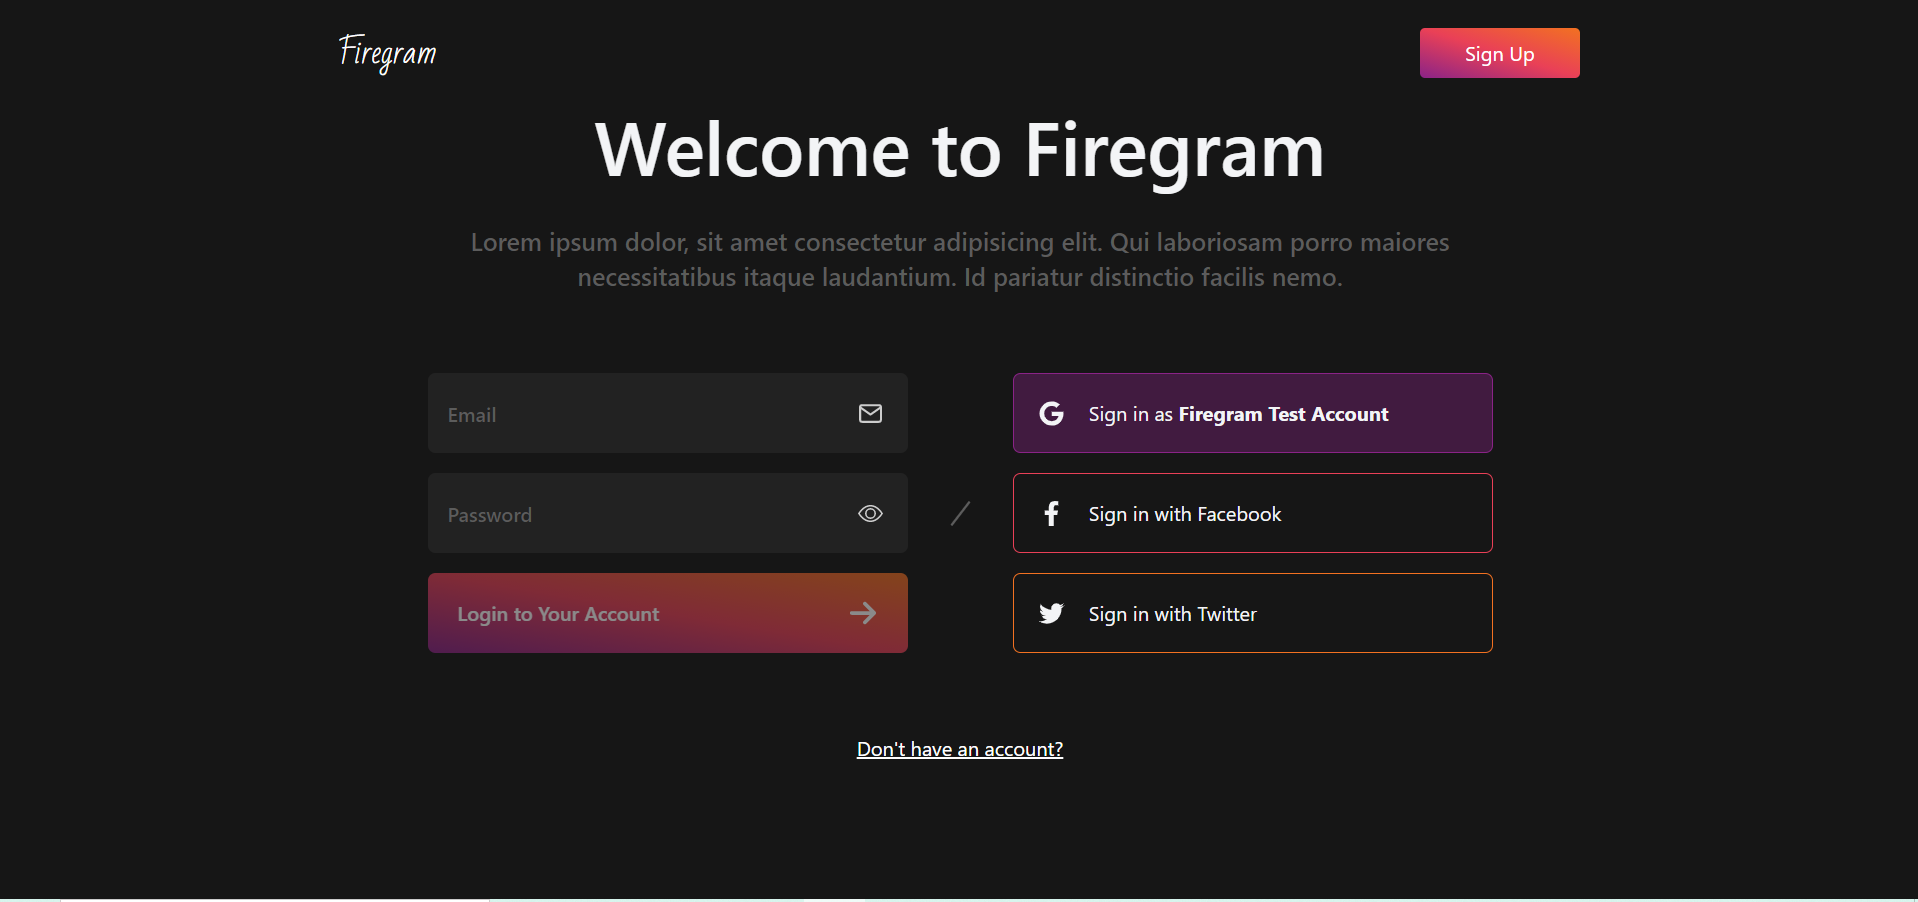 Firegram
Sign Up
Welcome to Firegram
Lorem ipsum dolor, sit amet consectetur adipisicing elit. Qui laboriosam porro maiores
necessitatibus itaque laudantium. Id pariatur distinctio facilis nemo.
Email
Password
/
Login to Your Account
Sign in as Firegram Test Account
Sign in with Facebook
Sign in with Twitter
Don't have an account?